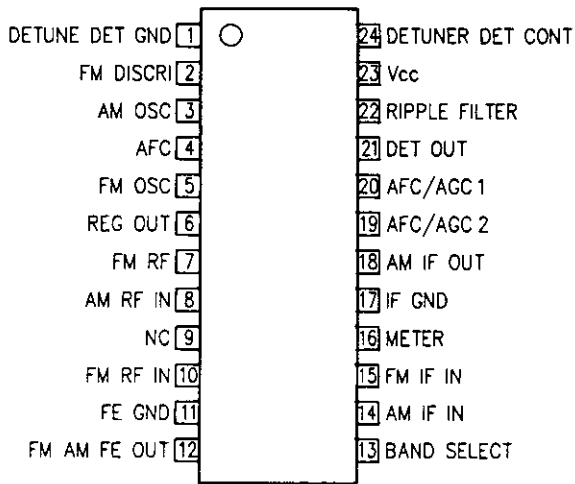 DETUNE DET GND 1 24 DETUNER DET CONT
FM DISCRI 2 23 Vcc
AM OSC 3 22 RIPPLE FILTER
AFC 4 21 DET OUT
FM OSC 5 20 AFC/AGC 1
REG OUT 6 19 AFC/AGC 2
FM RF 7 18 AM IF OUT
AM RF IN 8 17 IF GND
NC 9 16 METER
FM RF IN 10 15 FM IF IN
FE GND 11 14 AM IF IN
FM AM FE OUT 12 13 BAND SELECT